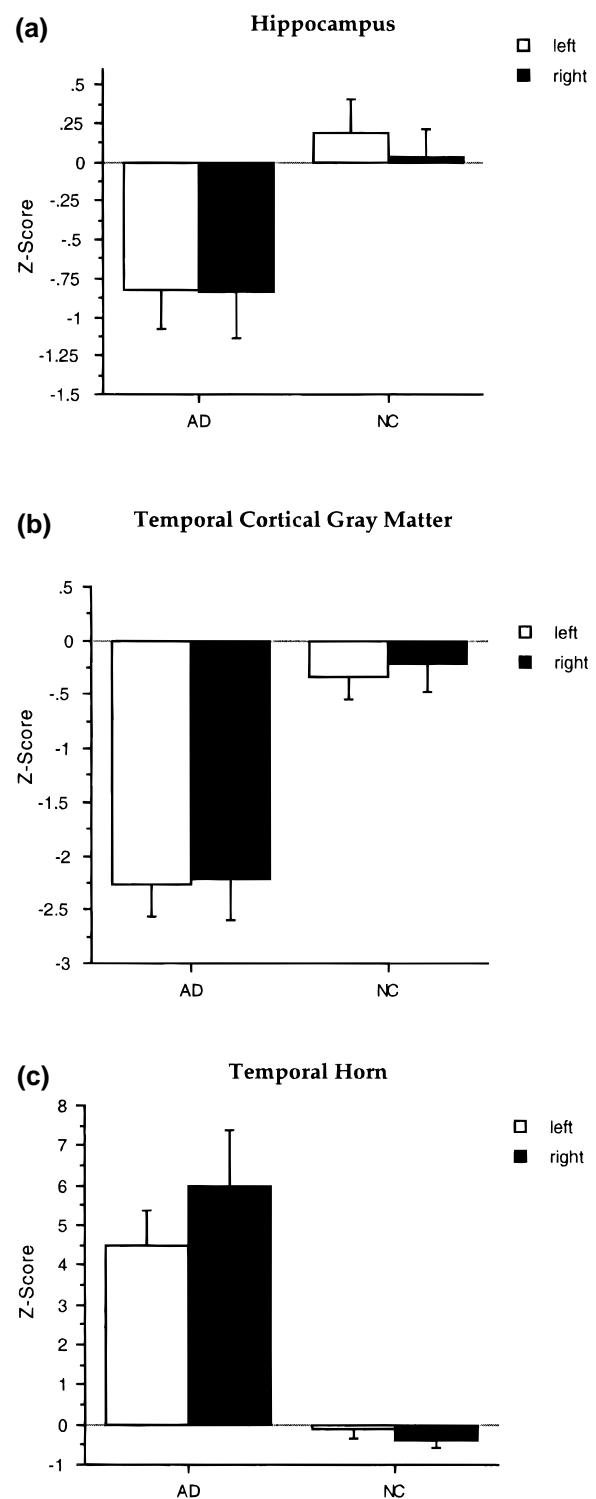 (a)
Hippocampus
left
right
.5
.25
0
-.25
-.5
-.75
-1
-1.25
-1.5
Z-Score
AD NC
(b)
Temporal Cortical Gray Matter
left
right
.5
0
-.5
-1
-1.5
-2
-2.5
-3
Z-Score
AD NC
(c)
Temporal Horn
left
right
8
7
6
5
4
3
2
1
0
-1
Z-Score
AD NC